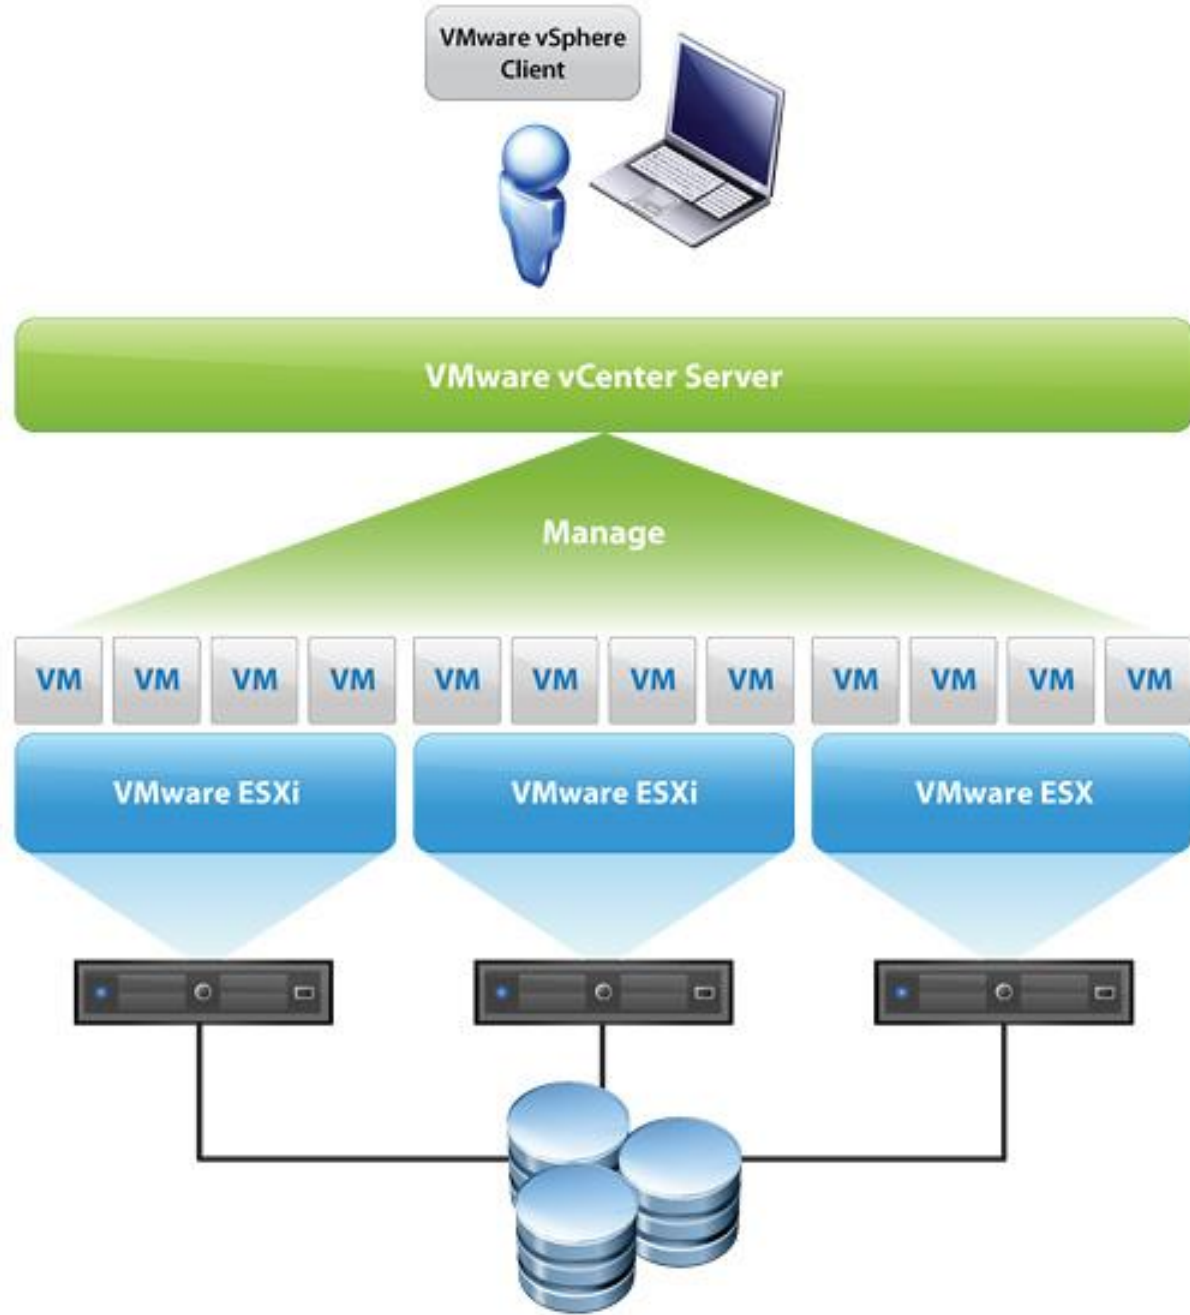 VMware vSphere
Client
VMware vCenter Server
Manage
VM VM VM VM VM VM VM VM VM VM VM VM
VMware ESXi VMware ESXi VMware ESX